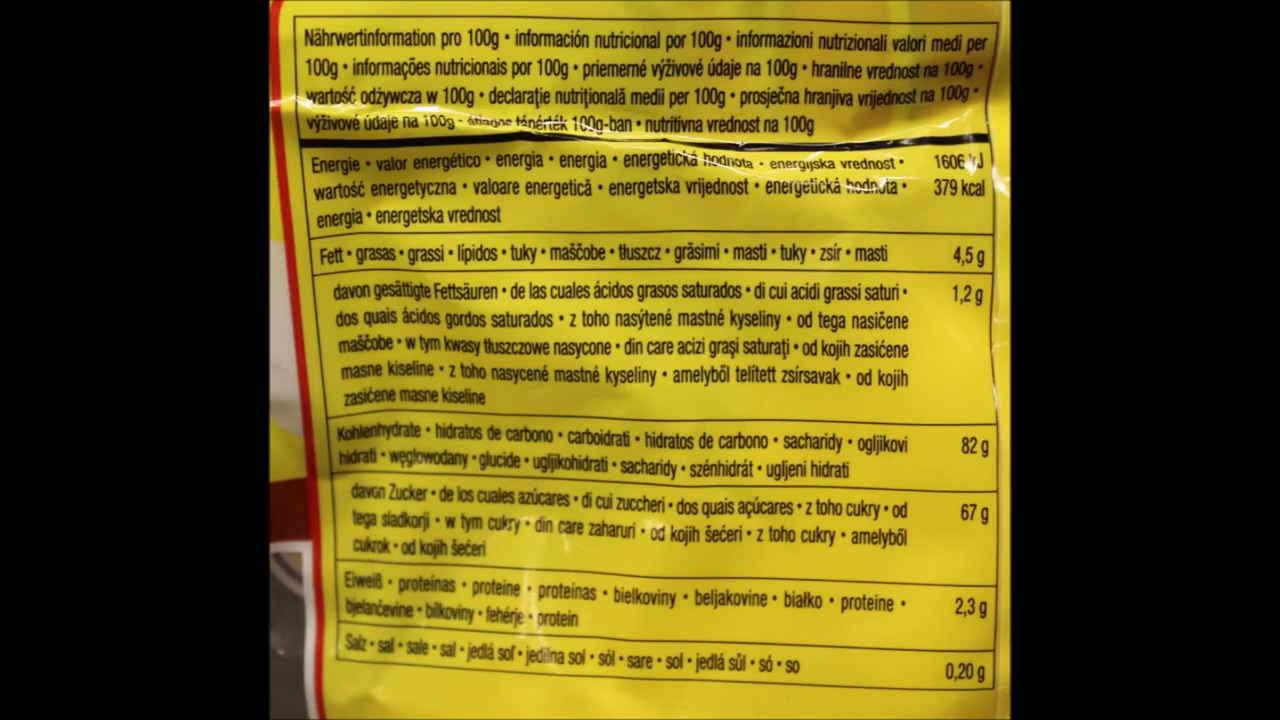 Nährwertinformation pro 100g • información nutricional por 100g • informazioni nutrizionali valori medi per
100g • informações nutricionais por 100g • priemerné výživové údaje na 100g • hranilne vrednost na 100g •
wartość odżywcza w 100g • declarație nutrițională medii per 100g • prosječna hranjiva vrijednost na 100g •
výživové údaje na 100g - átlagos tápérték 100g-ban • nutritivna vrednost na 100g
Energie • valor energético • energia • energia • energetická hodnota - energijska vrednost • 1606 kJ
wartość energetyczna • valoare energetică • energetska vrijednost • energetická hodnota • 379 kcal
energia • energetska vrednost
Fett • grasas • grassi • lípidos • tuky • maščobe • tłuszcz • grăsimi • masti • tuky • zsír • masti 4,5 g
davon gesättigte Fettsäuren • de las cuales ácidos grasos saturados • di cui acidi grassi saturi • 1,2 g
dos quais ácidos gordos saturados • z toho nasýtené mastné kyseliny • od tega nasičene
maščobe • w tym kwasy tłuszczowe nasycone • din care acizi grași saturați • od kojih zasićene
masne kiseline • z toho nasycené mastné kyseliny • amelyből telített zsírsavak • od kojih
zasićene masne kiseline
Kohlenhydrate • hidratos de carbono • carboidrati • hidratos de carbono • sacharidy • ogljikovi 82 g
hidrati • węglowodany • glucide • ugljikohidrati • sacharidy • szénhidrát • ugljeni hidrati
davon Zucker • de los cuales azúcares • di cui zuccheri • dos quais açúcares • z toho cukry • od 67 g
tega sladkorji • w tym cukry • din care zaharuri • od kojih šećeri • z toho cukry • amelyből
cukrok • od kojih šećeri
Eiweiß • proteínas • proteine • proteínas • bielkoviny • beljakovine • białko • proteine • 2,3 g
bjelančevine • bílkoviny • fehérje • protein
Salz • sal • sale • sal • jedlá soľ • jedilna sol • sól • sare • sol • jedlá sůl • só • so 0,20 g